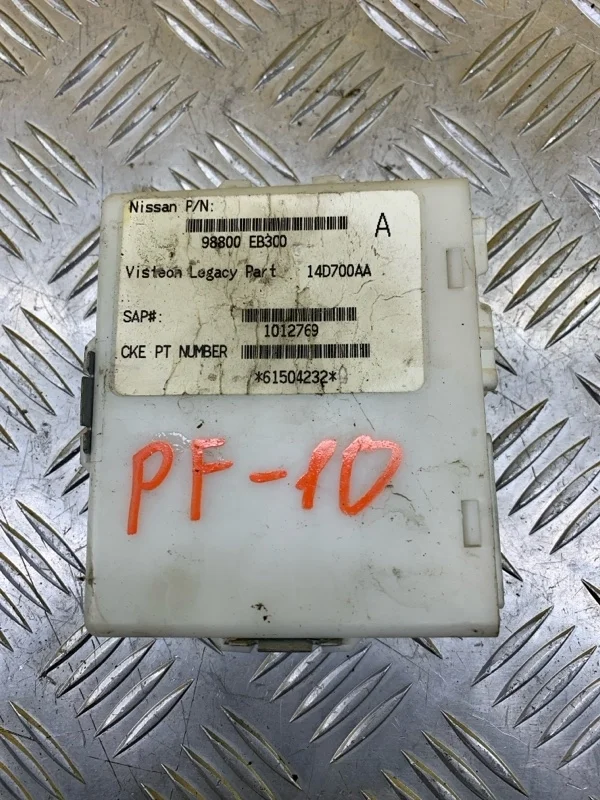 Nissan P/N:
A
98800 EB300
Visteon Legacy Part 14D700AA
SAP#:
1012769
CKE PT NUMBER
*61504232*
PF-10